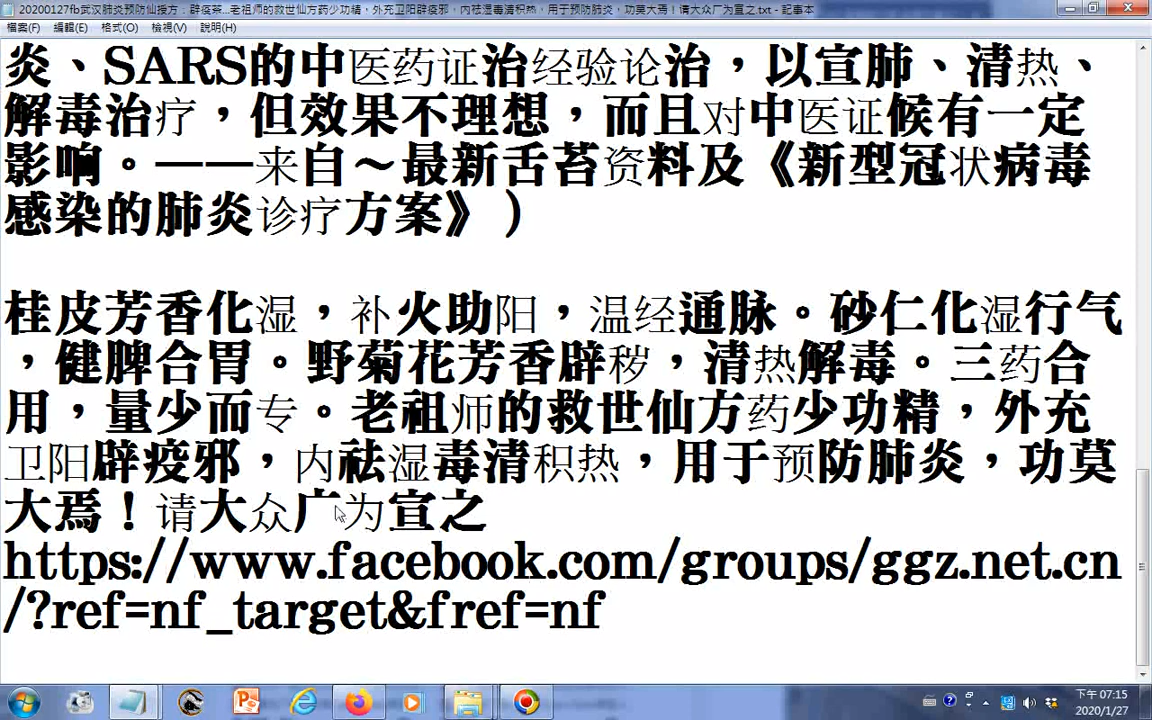 20200127fb武汉肺炎预防仙授方：辟疫茶...老祖师的救世仙方药少功精，外充卫阳辟疫邪，内祛湿毒清积热，用于预防肺炎，功莫大焉！请大众广为宣之.txt - 記事本
檔案(F) 編輯(E) 格式(O) 檢視(V) 說明(H)
炎、SARS的中医药证治经验论治，以宣肺、清热、
解毒治疗，但效果不理想，而且对中医证候有一定
影响。——来自～最新舌苔资料及《新型冠状病毒
感染的肺炎诊疗方案》）
桂皮芳香化湿，补火助阳，温经通脉。砂仁化湿行气
，健脾合胃。野菊花芳香辟秽，清热解毒。三药合
用，量少而专。老祖师的救世仙方药少功精，外充
卫阳辟疫邪，内祛湿毒清积热，用于预防肺炎，功莫
大焉！请大众广为宣之
https://www.facebook.com/groups/ggz.net.cn
/?ref=nf_target&fref=nf
下午 07:15
2020/1/27